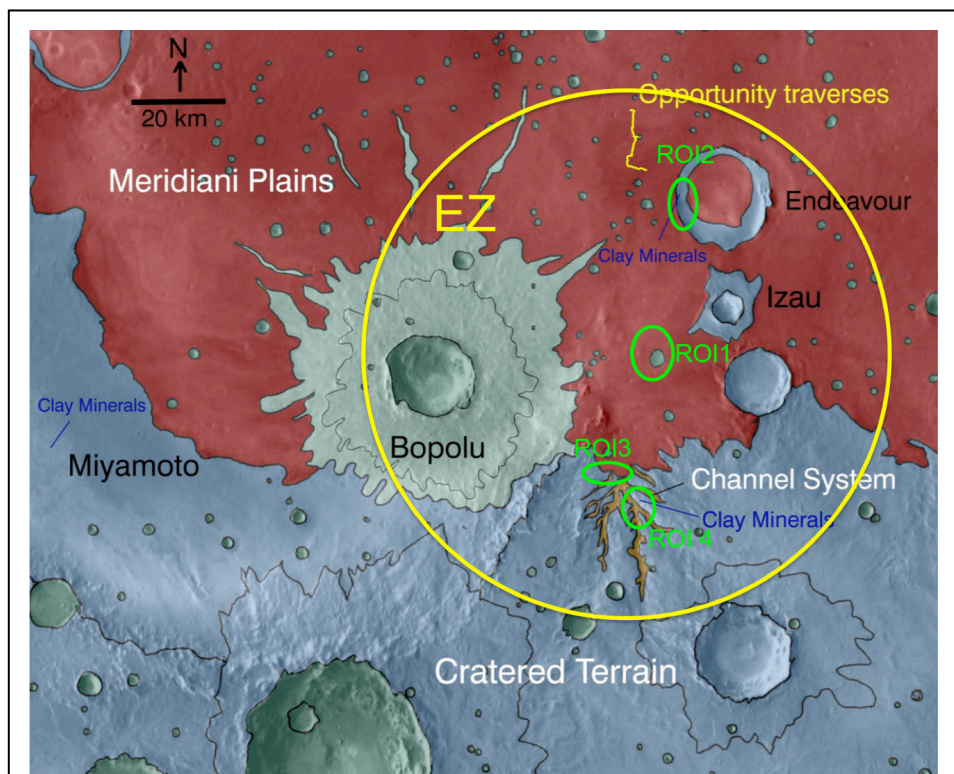 N
20 km
Opportunity traverses
Meridiani Plains
ROI2
EZ
Endeavour
Clay Minerals
Izau
ROI1
Clay Minerals
Miyamoto
Bopolu
ROI3
Channel System
Clay Minerals
ROI 4
Cratered Terrain